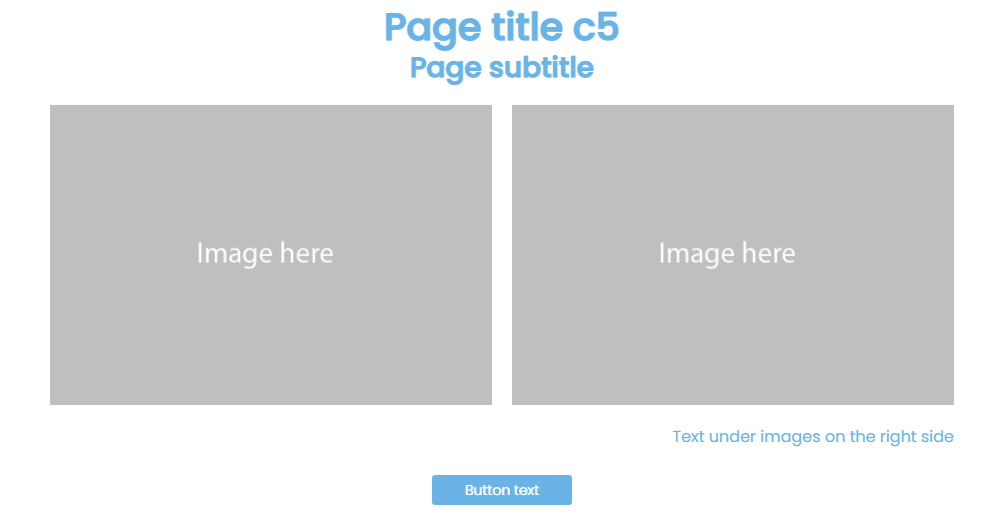 Page title c5
Page subtitle
Image here
Image here
Text under images on the right side
Button text